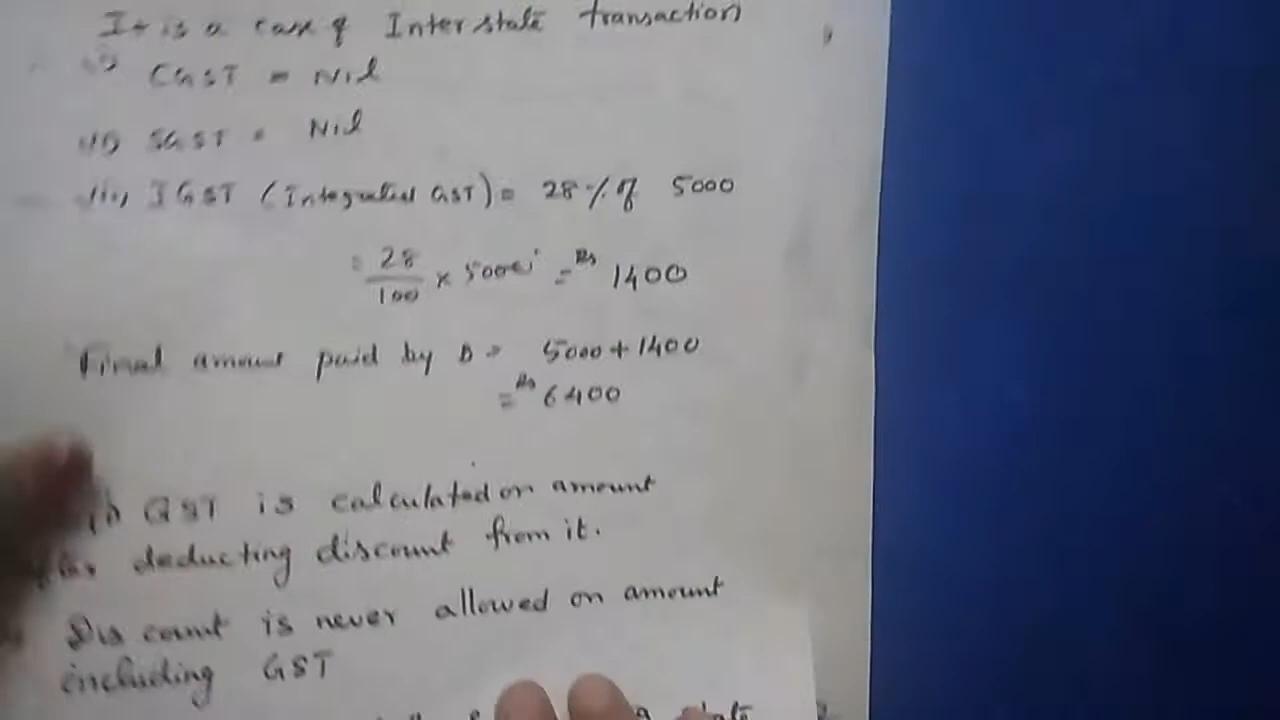 It is a case of Interstate transaction
i) CGST = Nil
ii) SGST = Nil
iii) IGST (Integrated GST) = 28% of 5000
= 28/100 × 5000 = Rs 1400
Final amount paid by B = 5000 + 1400
= Rs 6400
GST is calculated on amount
deducting discount from it.
Discount is never allowed on amount
including GST
a state